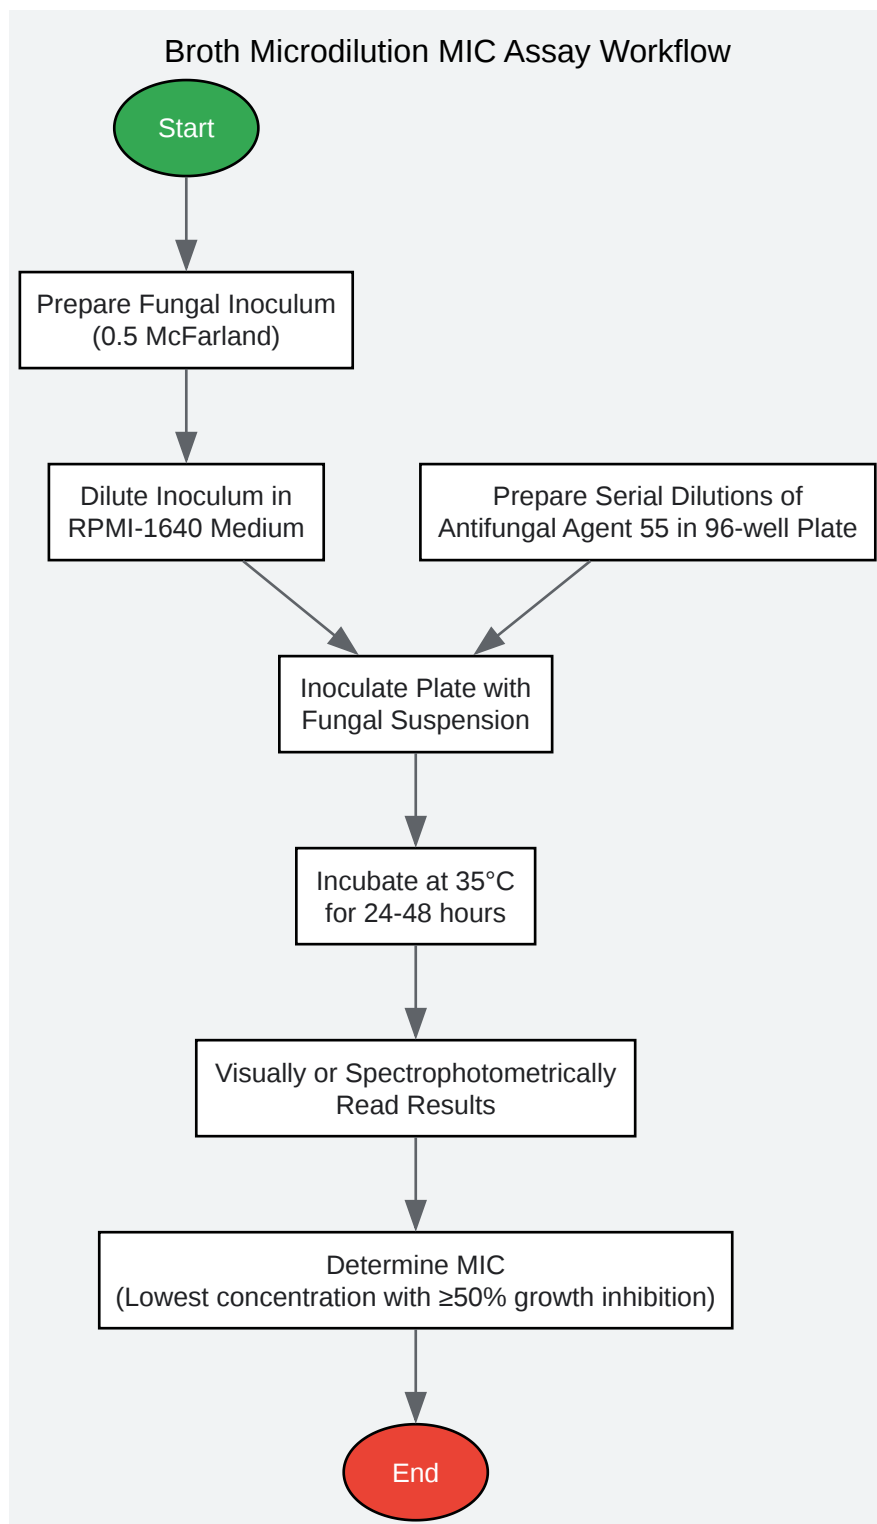 Broth Microdilution MIC Assay Workflow
Start
Prepare Fungal Inoculum
(0.5 McFarland)
Dilute Inoculum in
RPMI-1640 Medium
Prepare Serial Dilutions of
Antifungal Agent 55 in 96-well Plate
Inoculate Plate with
Fungal Suspension
Incubate at 35°C
for 24-48 hours
Visually or Spectrophotometrically
Read Results
Determine MIC
(Lowest concentration with ≥50% growth inhibition)
End